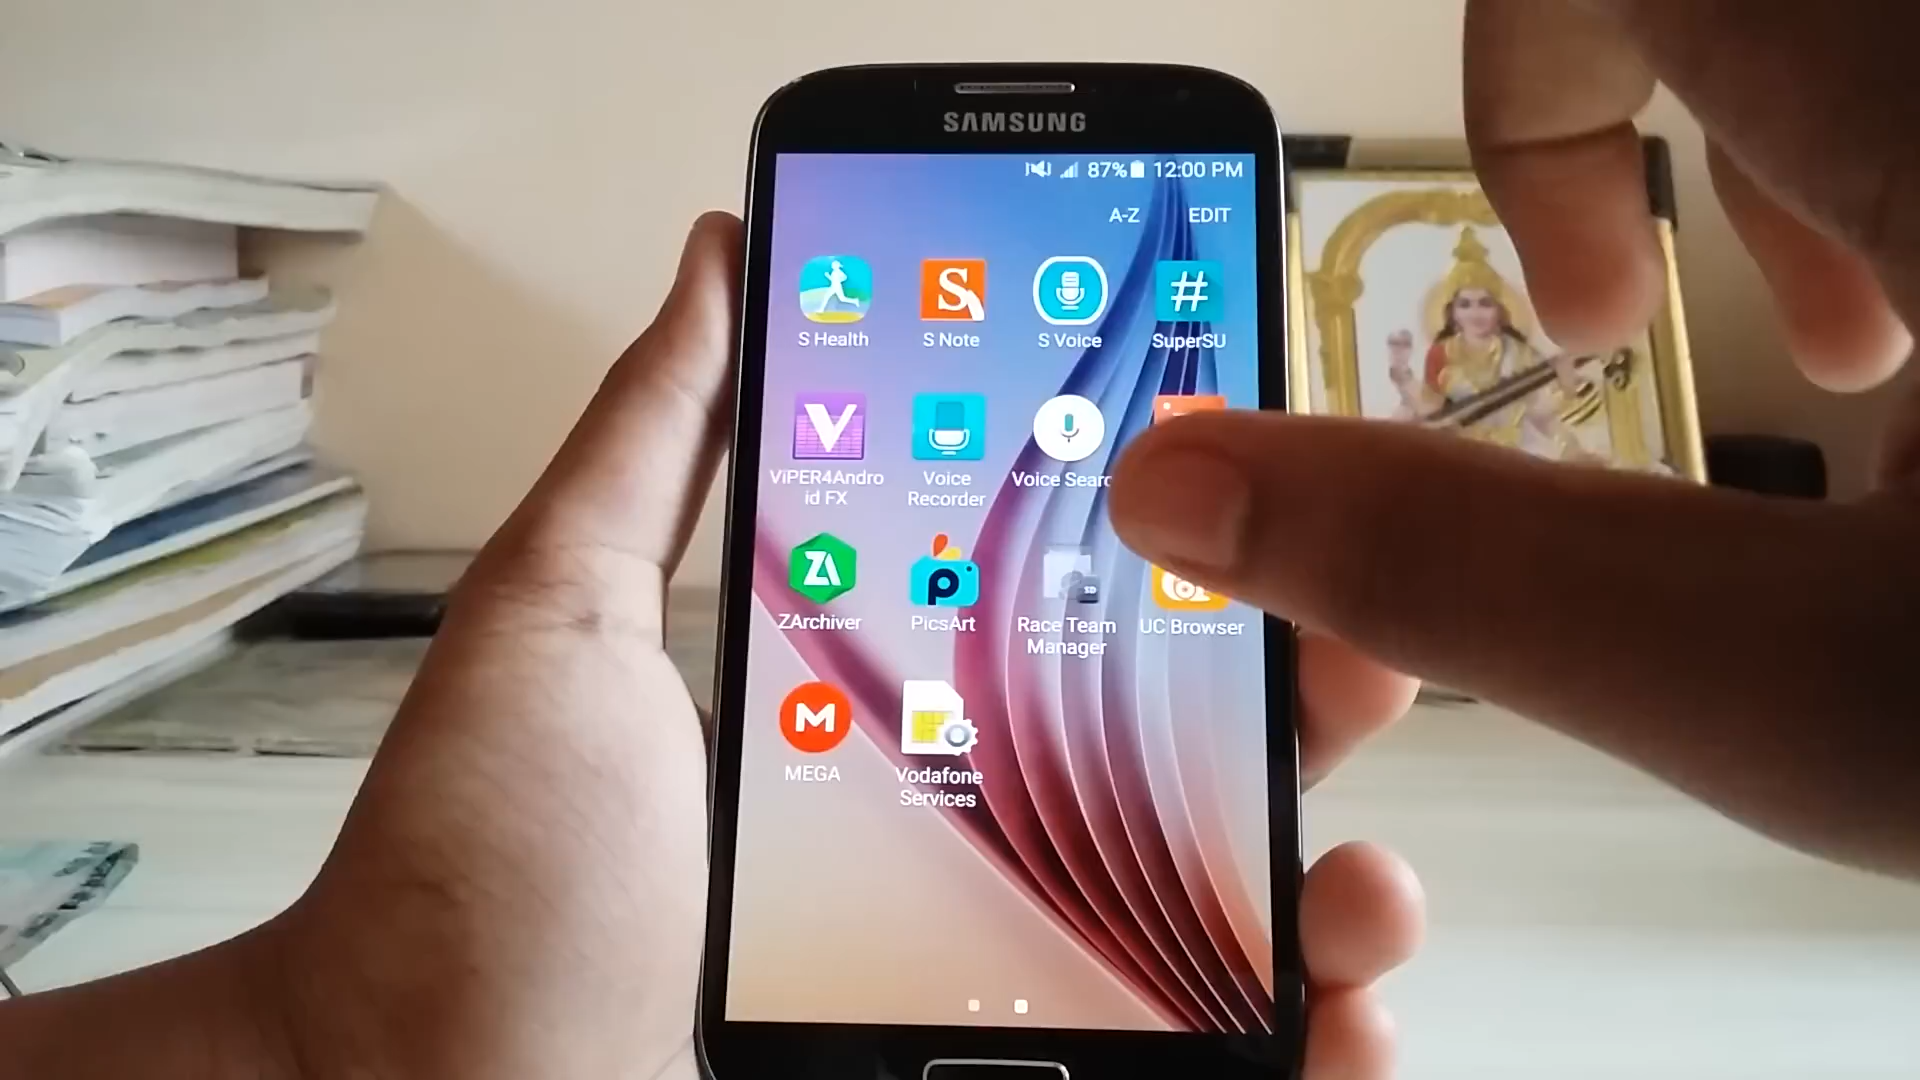 SAMSUNG
87% 12:00 PM
A-Z EDIT
S Health S Note S Voice SuperSU
ViPER4Andro
id FX
Voice
Recorder
Voice Searc
ZArchiver PicsArt Race Team
Manager
UC Browser
MEGA Vodafone
Services